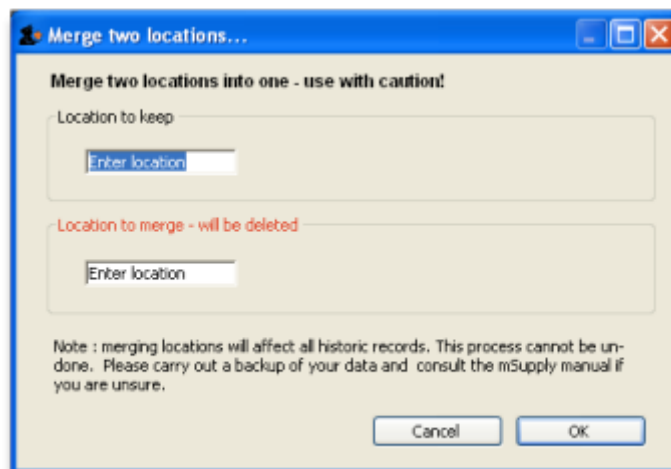 Merge two locations...
Merge two locations into one - use with caution!
Location to keep
Enter location
Location to merge - will be deleted
Enter location
Note : merging locations will affect all historic records. This process cannot be un-
done.  Please carry out a backup of your data and  consult the mSupply manual if
you are unsure.
Cancel OK